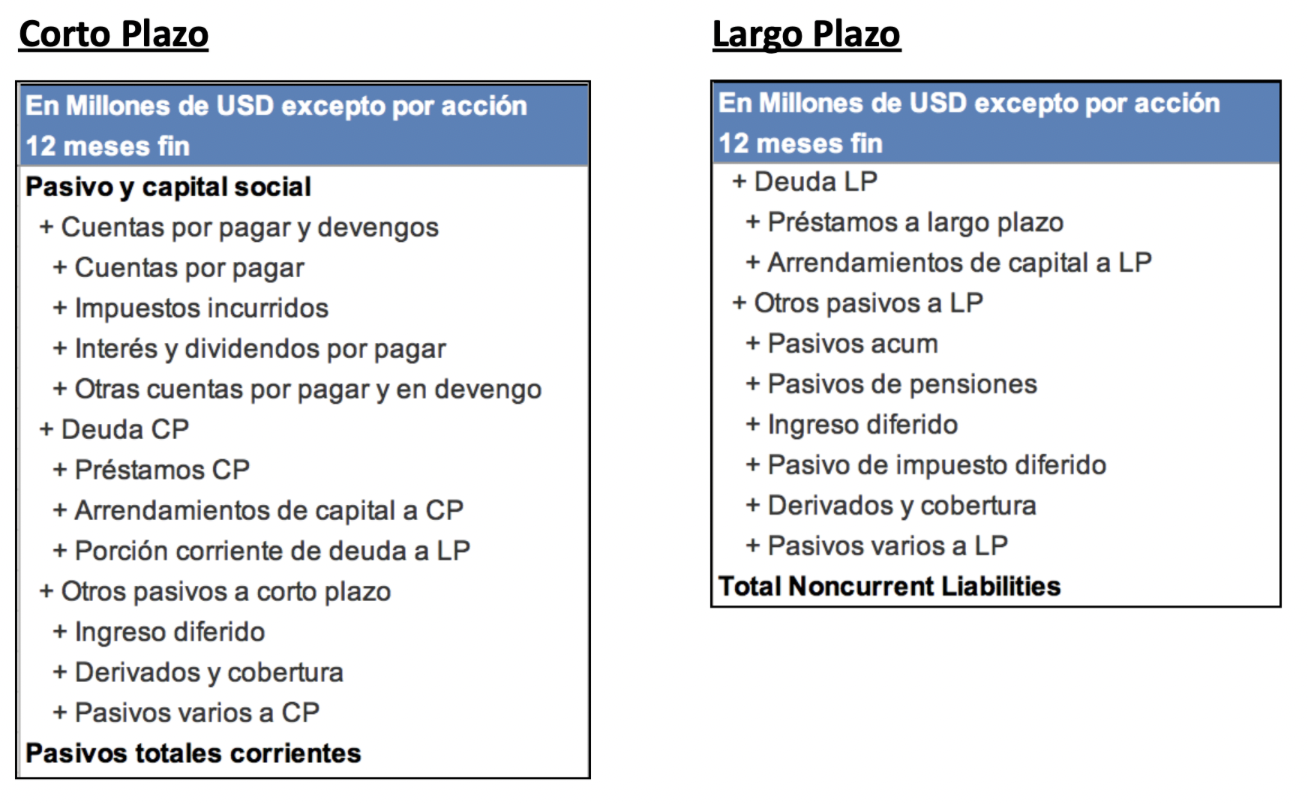 Corto Plazo
En Millones de USD excepto por acción
12 meses fin
Pasivo y capital social
+ Cuentas por pagar y devengos
+ Cuentas por pagar
+ Impuestos incurridos
+ Interés y dividendos por pagar
+ Otras cuentas por pagar y en devengo
+ Deuda CP
+ Préstamos CP
+ Arrendamientos de capital a CP
+ Porción corriente de deuda a LP
+ Otros pasivos a corto plazo
+ Ingreso diferido
+ Derivados y cobertura
+ Pasivos varios a CP
Pasivos totales corrientes
Largo Plazo
En Millones de USD excepto por acción
12 meses fin
+ Deuda LP
+ Préstamos a largo plazo
+ Arrendamientos de capital a LP
+ Otros pasivos a LP
+ Pasivos acum
+ Pasivos de pensiones
+ Ingreso diferido
+ Pasivo de impuesto diferido
+ Derivados y cobertura
+ Pasivos varios a LP
Total Noncurrent Liabilities